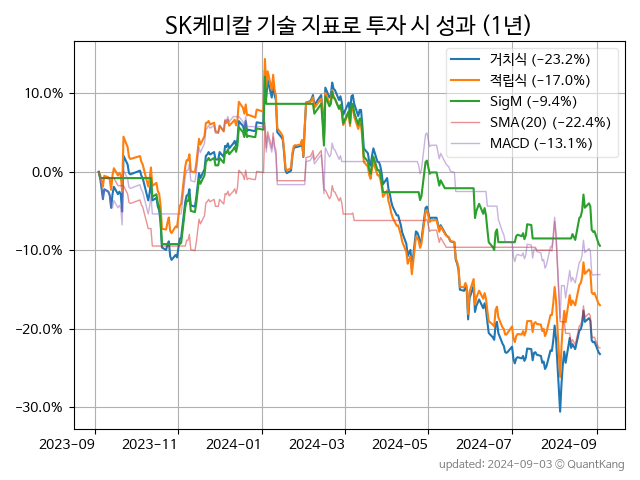 SK케미칼 기술 지표로 투자 시 성과 (1년)
거치식 (−23.2%)
적립식 (−17.0%)
SigM (−9.4%)
SMA(20) (−22.4%)
MACD (−13.1%)
10.0%
0.0%
−10.0%
−20.0%
−30.0%
2023-09 2023-11 2024-01 2024-03 2024-05 2024-07 2024-09
updated: 2024-09-03 © QuantKang